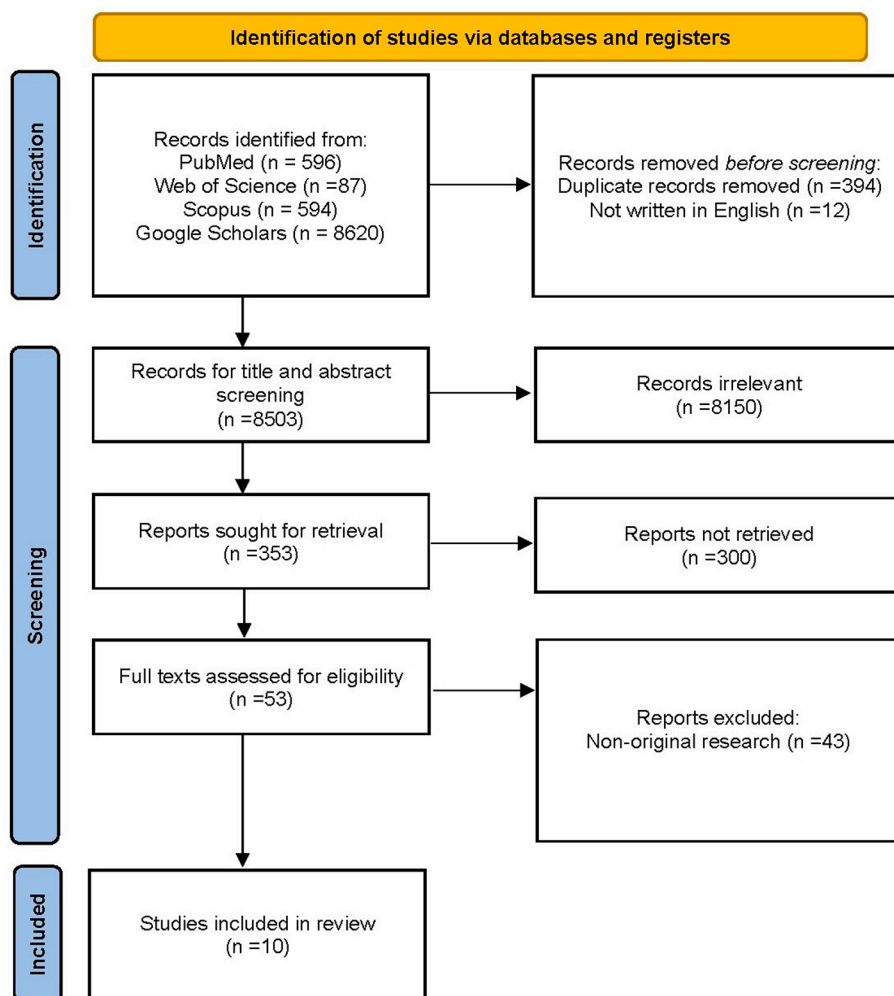 Identification of studies via databases and registers
Identification
Records identified from:
PubMed (n = 596)
Web of Science (n =87)
Scopus (n = 594)
Google Scholars (n = 8620)
Records removed before screening:
Duplicate records removed (n =394)
Not written in English (n =12)
Screening
Records for title and abstract
screening
(n =8503)
Records irrelevant
(n =8150)
Reports sought for retrieval
(n =353)
Reports not retrieved
(n =300)
Full texts assessed for eligibility
(n =53)
Reports excluded:
Non-original research (n =43)
Included
Studies included in review
(n =10)